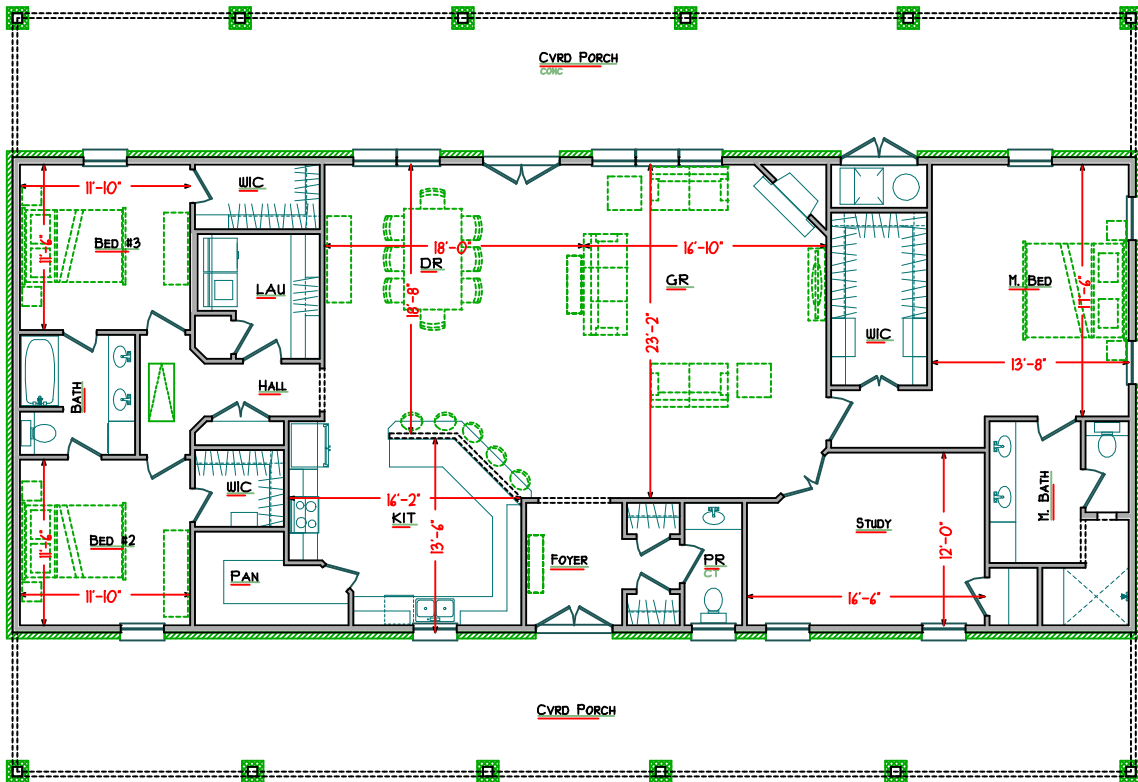 CVRD PORCH
CONC
11'-10"
WIC
BED #3
11'-6"
LAU
18'-0"
DR
18'-8"
16'-10"
GR
23'-2"
WIC
M. BED
11'-6"
13'-8"
BATH
HALL
WIC
16'-2"
KIT
13'-6"
BED #2
11'-6"
11'-10"
PAN
FOYER
PR
CT
STUDY
12'-0"
16'-6"
M. BATH
CVRD PORCH